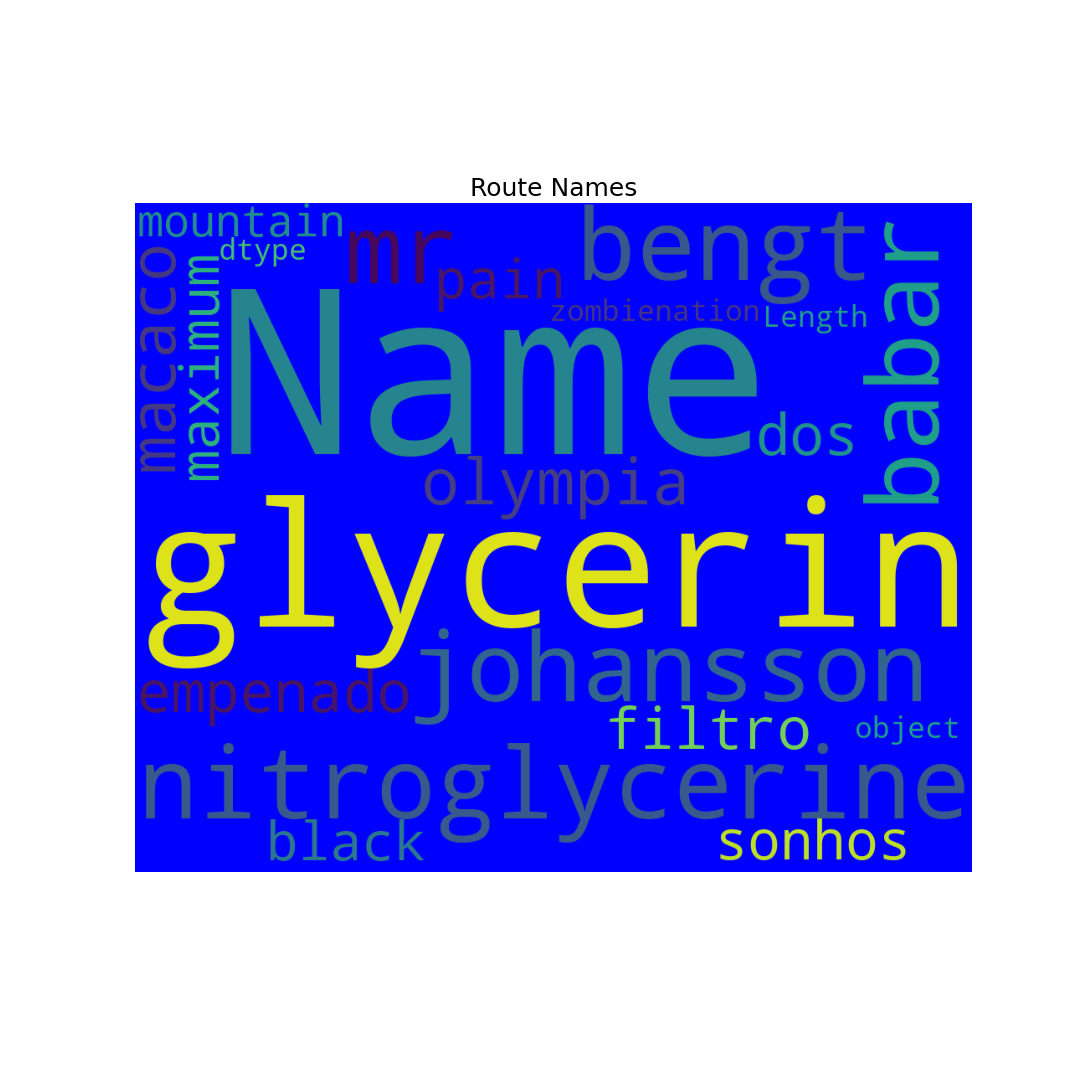 Route Names
mountain
mr
bengt
babar
dtype
macaco
maximum
pain
zombienation
Length
Name
dos
olympia
glycerin
johansson
empenado
filtro
object
nitroglycerine
black
sonhos